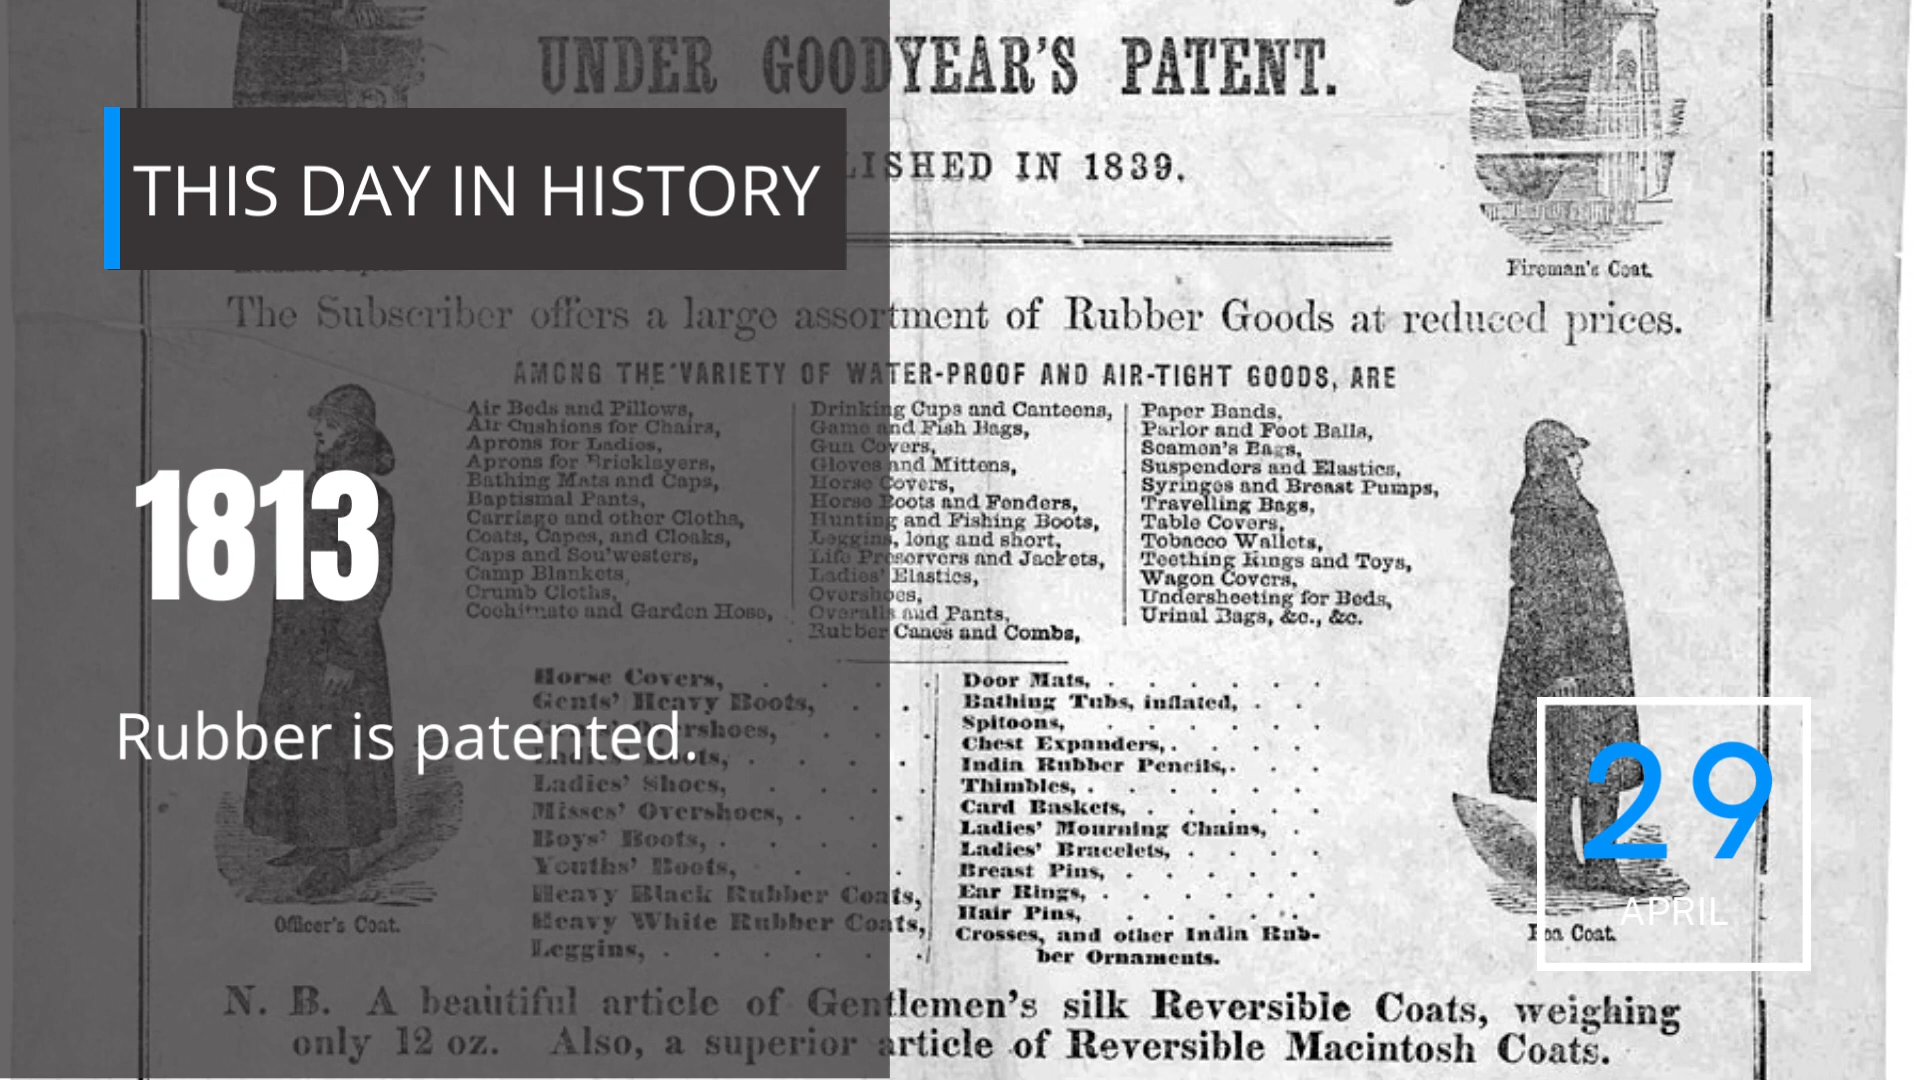 UNDER GOODYEAR'S PATENT.
THIS DAY IN HISTORY
LISHED IN 1839.
Fireman's Coat.
The Subscriber offers a large assortment of Rubber Goods at reduced prices.
AMONG THE VARIETY OF WATER-PROOF AND AIR-TIGHT GOODS, ARE
Air Beds and Pillows,
Air Cushions for Chairs,
Aprons for Ladies,
Aprons for Bricklayers,
Bathing Mats and Caps,
Baptismal Pants,
Carriage and other Cloths,
Coats, Capes, and Cloaks,
Caps and Sou'westers,
Camp Blankets,
Crumb Cloths,
Cochituate and Garden Hose,
Drinking Cups and Canteens,
Game and Fish Bags,
Gun Covers,
Gloves and Mittens,
Horse Covers,
Horse Boots and Fenders,
Hunting and Fishing Boots,
Leggins, long and short,
Life Preservers and Jackets,
Ladies' Elastics,
Overshoes,
Overalls and Pants,
Rubber Canes and Combs,
Paper Bands,
Parlor and Foot Balls,
Seamen's Bags,
Suspenders and Elastics,
Syringes and Breast Pumps,
Travelling Bags,
Table Covers,
Tobacco Wallets,
Teething Rings and Toys,
Wagon Covers,
Undersheeting for Beds,
Urinal Bags, &c., &c.
1813
Rubber is patented.
Horse Covers,
Gents' Heavy Boots,
Overshoes,
Ladies' Boots,
Ladies' Shoes,
Misses' Overshoes,
Boys' Boots,
Youths' Boots,
Heavy Black Rubber Coats,
Heavy White Rubber Coats,
Leggins,
Door Mats,
Bathing Tubs, inflated,
Spitoons,
Chest Expanders,
India Rubber Pencils,
Thimbles,
Card Baskets,
Ladies' Mourning Chains,
Ladies' Bracelets,
Breast Pins,
Ear Rings,
Hair Pins,
Crosses, and other India Rub-
ber Ornaments.
Officer's Coat.
29
APRIL
Coat.
N. B. A beautiful article of Gentlemen's silk Reversible Coats, weighing
only 12 oz. Also, a superior article of Reversible Macintosh Coats.